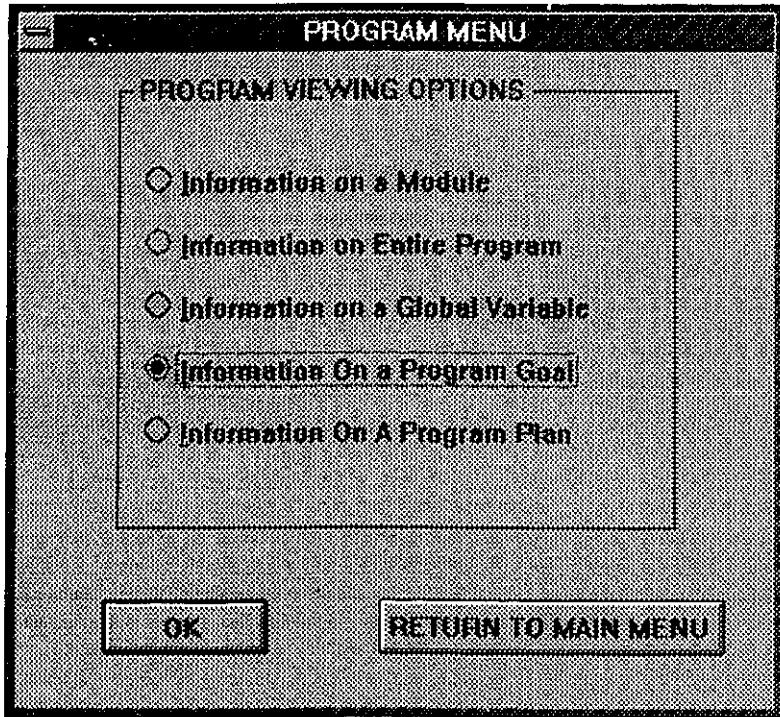 PROGRAM MENU
PROGRAM VIEWING OPTIONS
Information on a Module
Information on Entire Program
Information on a Global Variable
Information On a Program Goal
Information On A Program Plan
OK
RETURN TO MAIN MENU